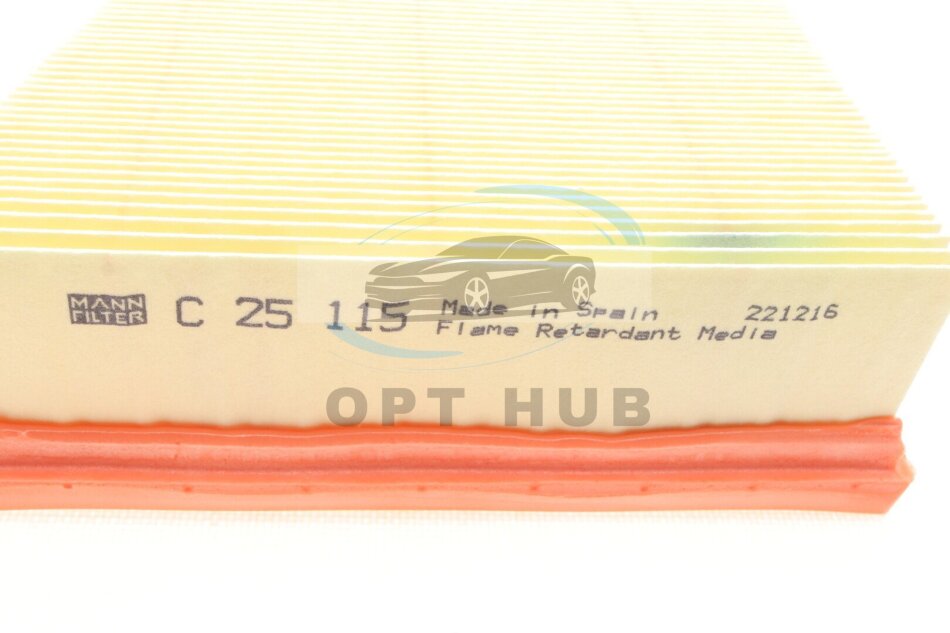 MANN
FILTER
C 25 115
Made in Spain
Flame Retardant Media
221216
OPT HUB